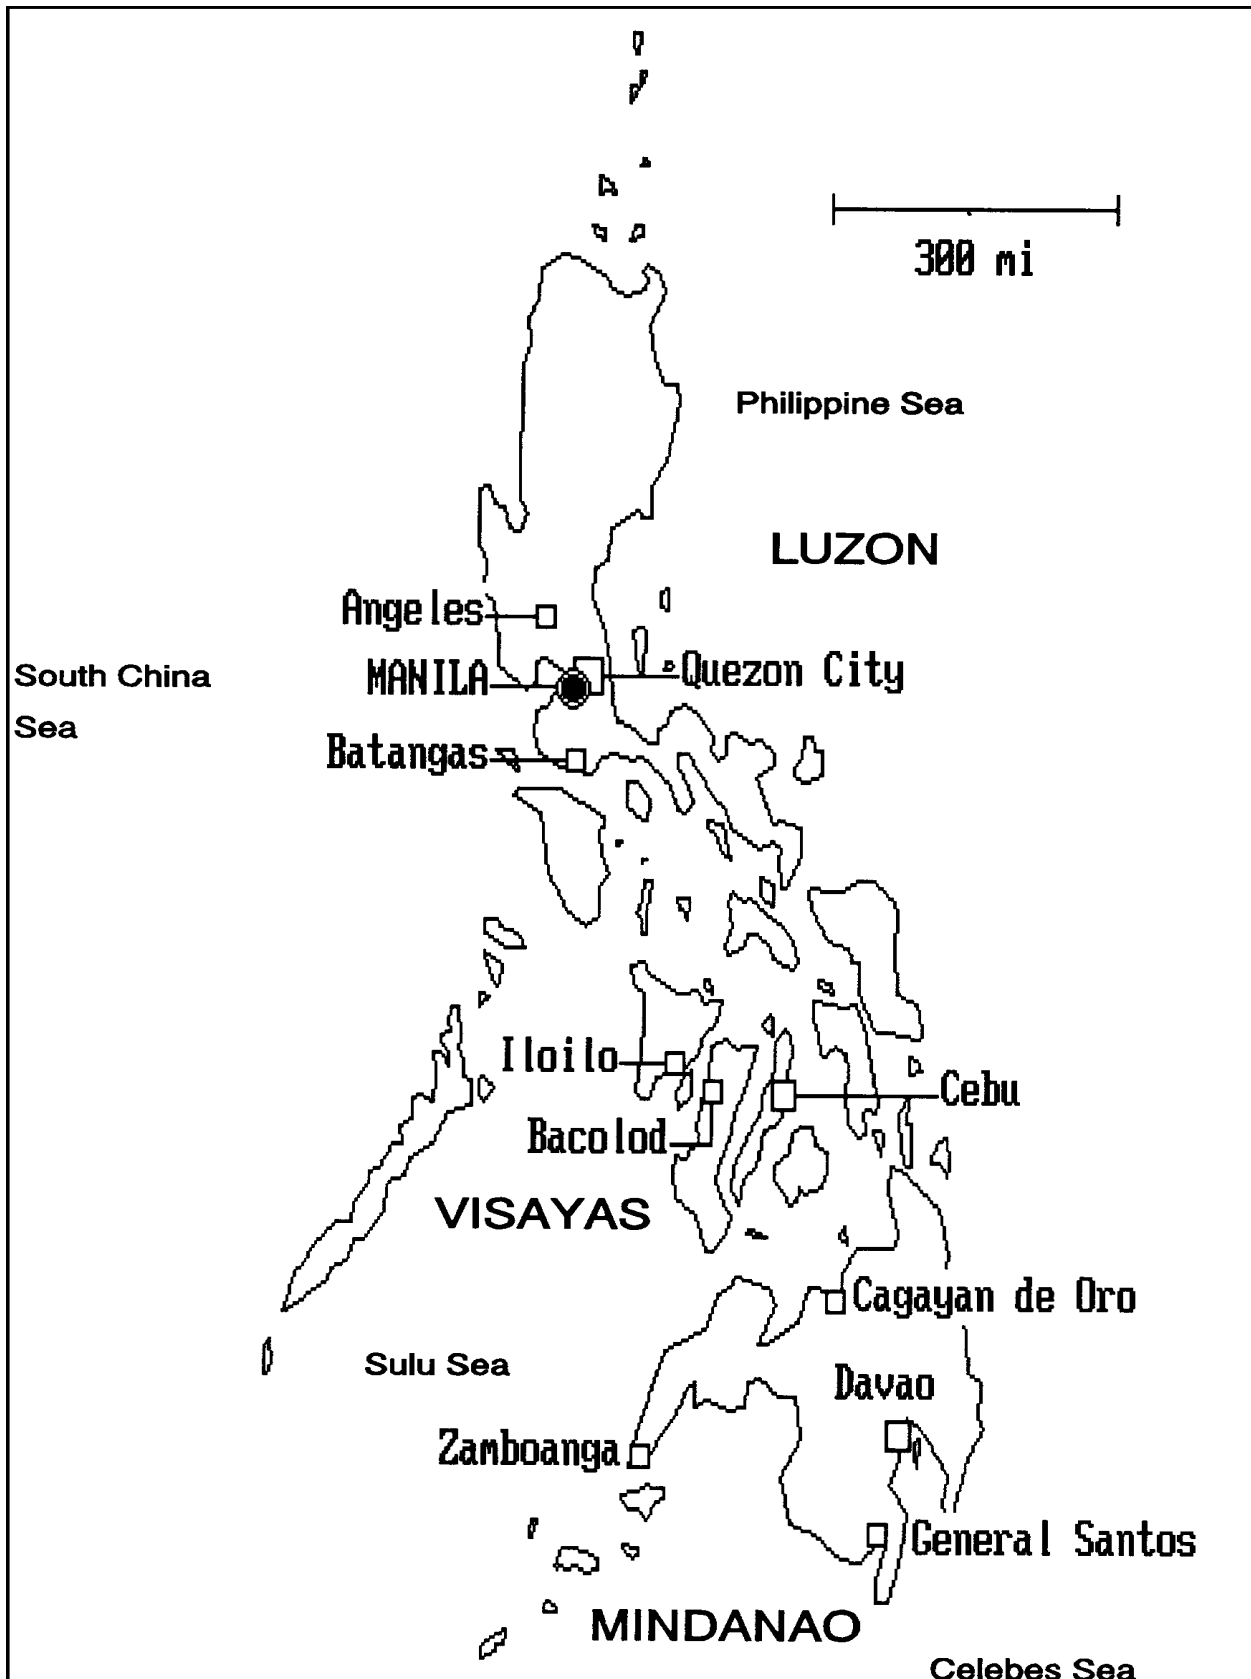 300 mi
Philippine Sea
LUZON
Angeles
South China
Sea
MANILA
Quezon City
Batangas
Iloilo
Cebu
Bacolod
VISAYAS
Cagayan de Oro
Sulu Sea
Davao
Zamboanga
General Santos
MINDANAO
Celebes Sea